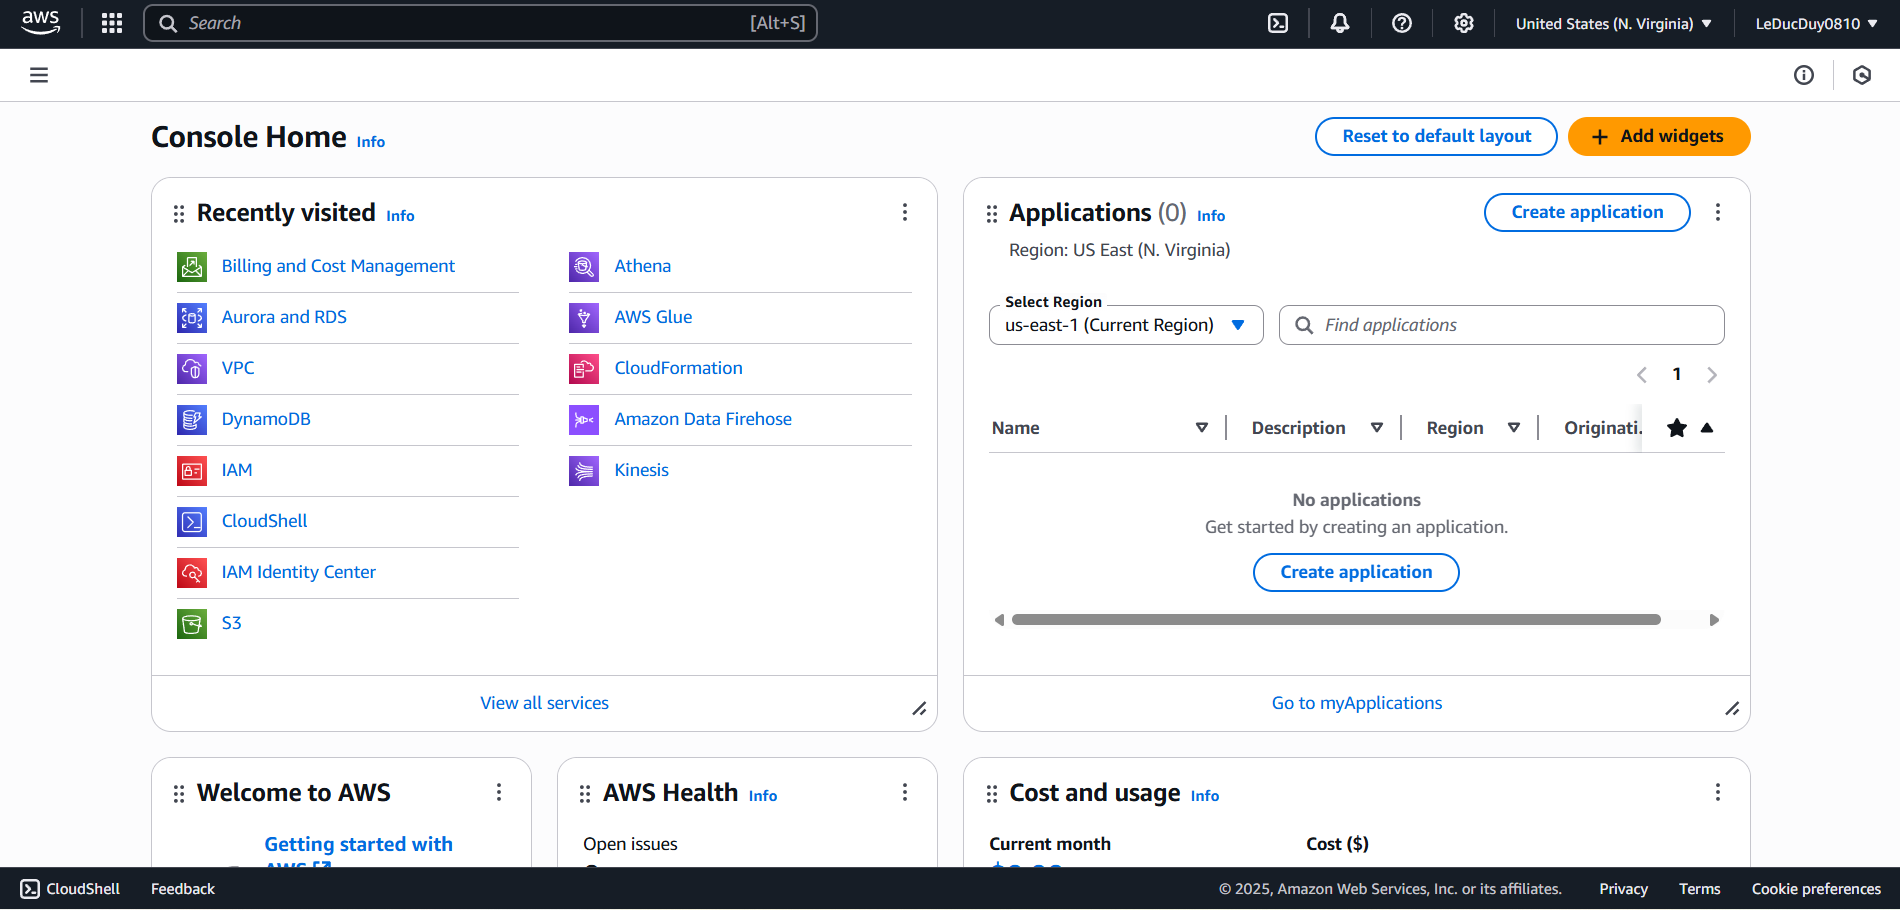 aws
Search
[Alt+S]
United States (N. Virginia)
LeDucDuy0810
Console Home Info
Reset to default layout
Add widgets
Recently visited Info
Billing and Cost Management
Aurora and RDS
VPC
DynamoDB
IAM
CloudShell
IAM Identity Center
S3
Athena
AWS Glue
CloudFormation
Amazon Data Firehose
Kinesis
View all services
Applications (0) Info
Create application
Region: US East (N. Virginia)
Select Region
us-east-1 (Current Region)
Find applications
1
Name
Description
Region
Originati.
No applications
Get started by creating an application.
Create application
Go to myApplications
Welcome to AWS
Getting started with
AWS
AWS Health Info
Open issues
Cost and usage Info
Current month
Cost ($)
CloudShell
Feedback
© 2025, Amazon Web Services, Inc. or its affiliates.
Privacy
Terms
Cookie preferences